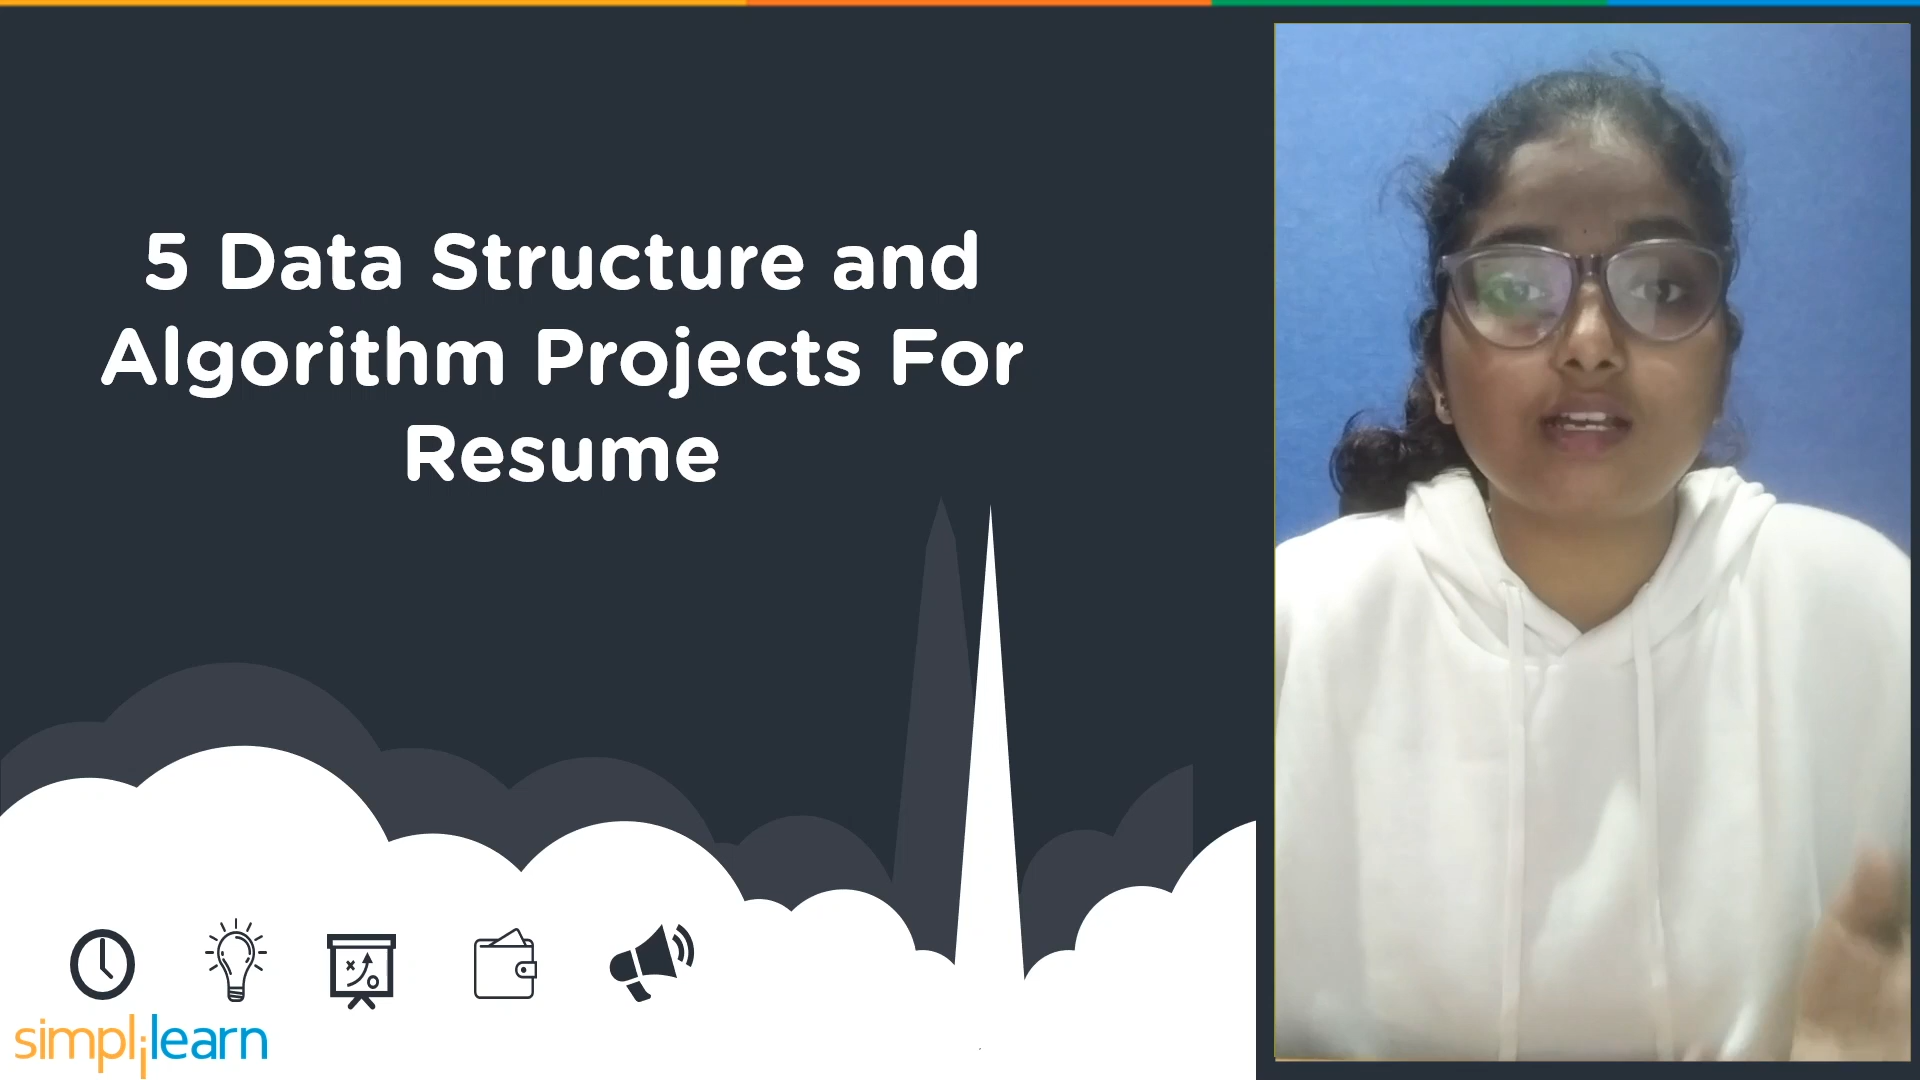 5 Data Structure and
Algorithm Projects For
Resume
simplilearn